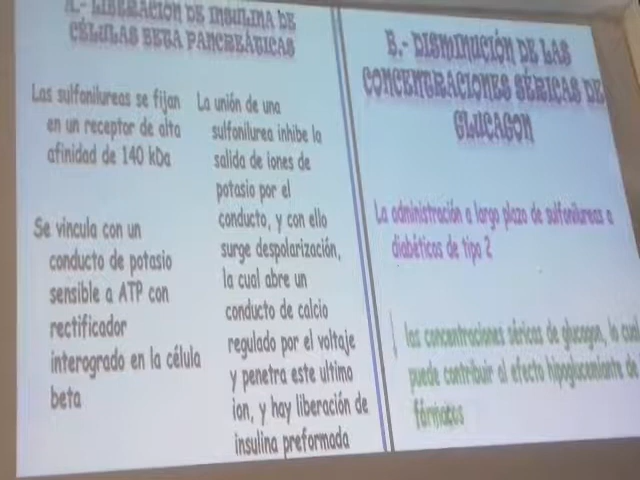 A.- LIBERACIÓN DE INSULINA DE
CÉLULAS BETA PANCREÁTICAS
Las sulfonilureas se fijan
en un receptor de alta
afinidad de 140 kDa
Se vincula con un
conducto de potasio
sensible a ATP con
rectificador
interogrado en la célula
beta
La unión de una
sulfonilurea inhibe la
salida de Iones de
potasio por el
conducto, y con ello
surge despolarización,
la cual abre un
conducto de calcio
regulado por el voltaje
y penetra este ultimo
ion, y hay liberación de
insulina preformada
B.- DISMINUCIÓN DE LAS
CONCENTRACIONES SÉRICAS DE
GLUCAGON
La administración a largo plazo de sulfonilureas a
diabéticos de tipo 2
↓ las concentraciones séricas de glucagon, lo cual
puede contribuir al efecto hipoglucemiante de
fármacos